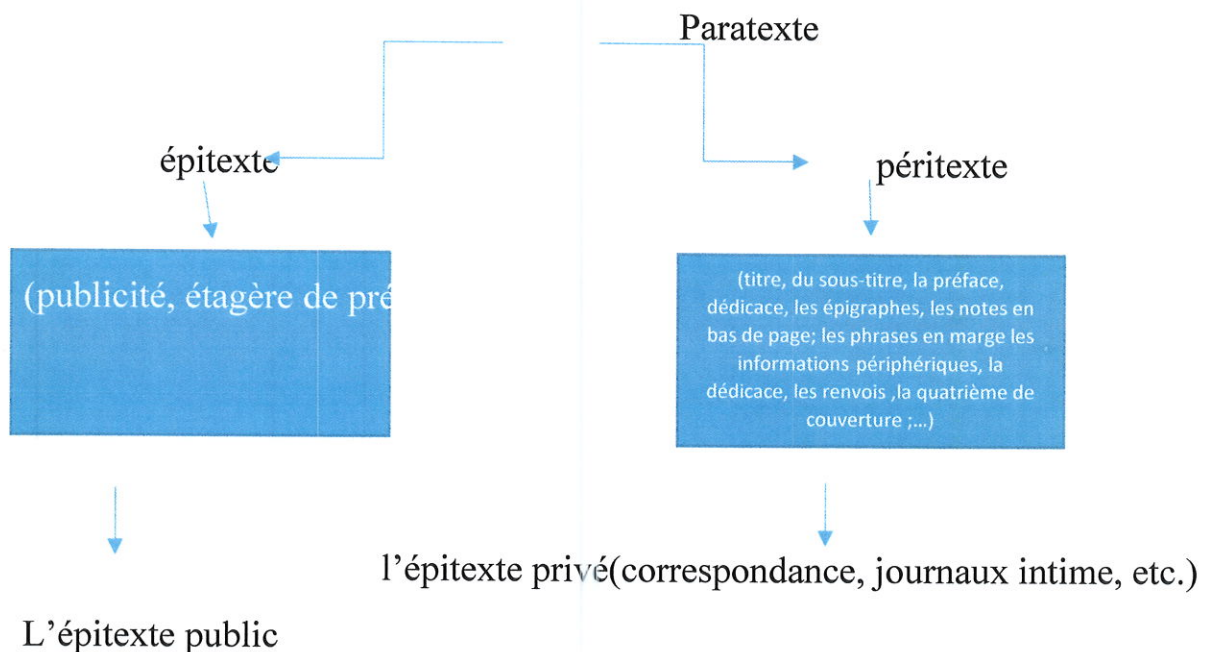 Paratexte
épitexte
péritexte
(publicité, étagère de pré
(titre, du sous-titre, la préface,
dédicace, les épigraphes, les notes en
bas de page; les phrases en marge les
informations périphériques, la
dédicace, les renvois ,la quatrième de
couverture ;...)
l’épitexte privé(correspondance, journaux intime, etc.)
L’épitexte public